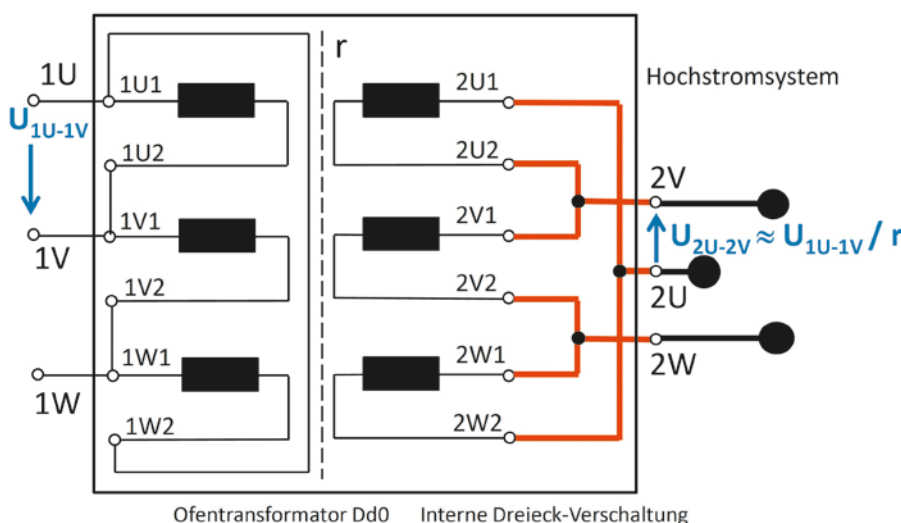 r
Hochstromsystem
1U
1U1
2U1
U1U-1V
1U2
2U2
2V
1V
1V1
2V1
U2U-2V ≈ U1U-1V / r
2U
1V2
2V2
1W
1W1
2W1
2W
1W2
2W2
Ofentransformator Dd0
Interne Dreieck-Verschaltung